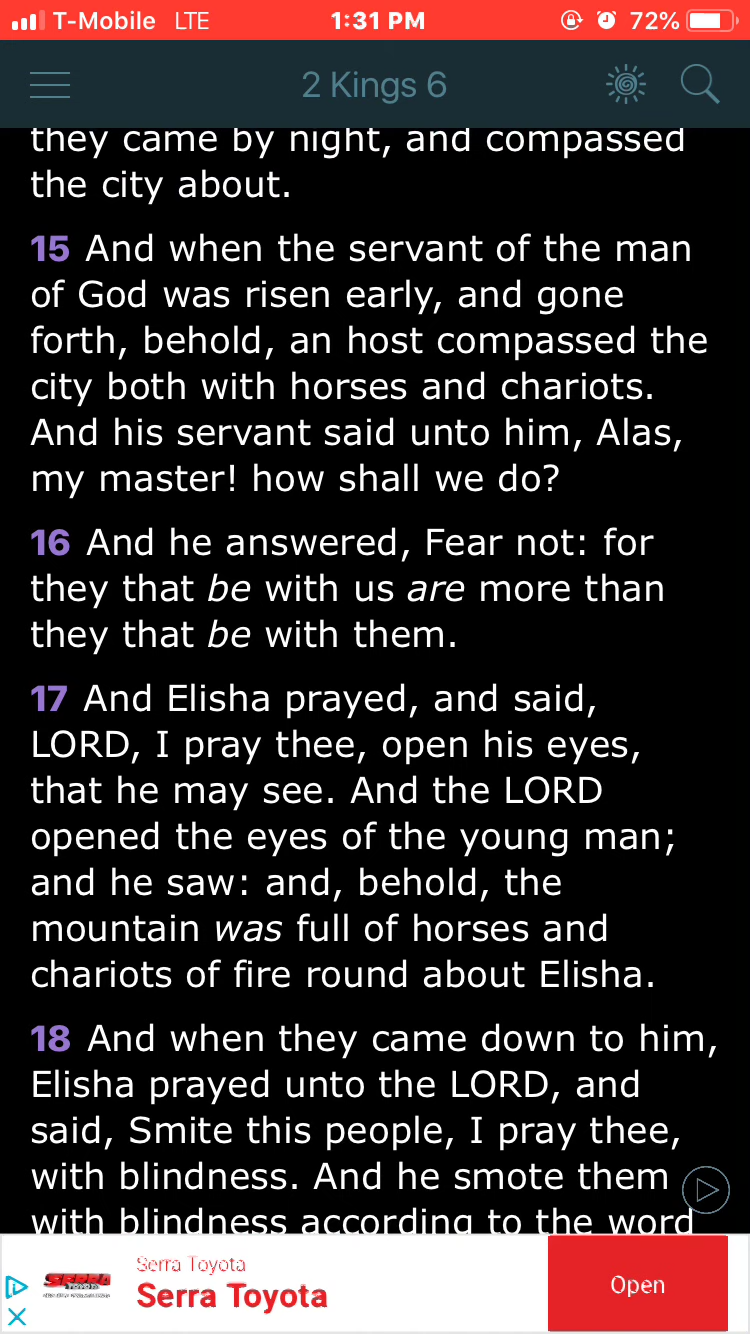 T-Mobile LTE 1:31 PM 72%
2 Kings 6
they came by night, and compassed
the city about.
15 And when the servant of the man
of God was risen early, and gone
forth, behold, an host compassed the
city both with horses and chariots.
And his servant said unto him, Alas,
my master! how shall we do?
16 And he answered, Fear not: for
they that be with us are more than
they that be with them.
17 And Elisha prayed, and said,
LORD, I pray thee, open his eyes,
that he may see. And the LORD
opened the eyes of the young man;
and he saw: and, behold, the
mountain was full of horses and
chariots of fire round about Elisha.
18 And when they came down to him,
Elisha prayed unto the LORD, and
said, Smite this people, I pray thee,
with blindness. And he smote them
with blindness according to the word
Serra Toyota
SERRA
TOYOTA
Serra Toyota
Open